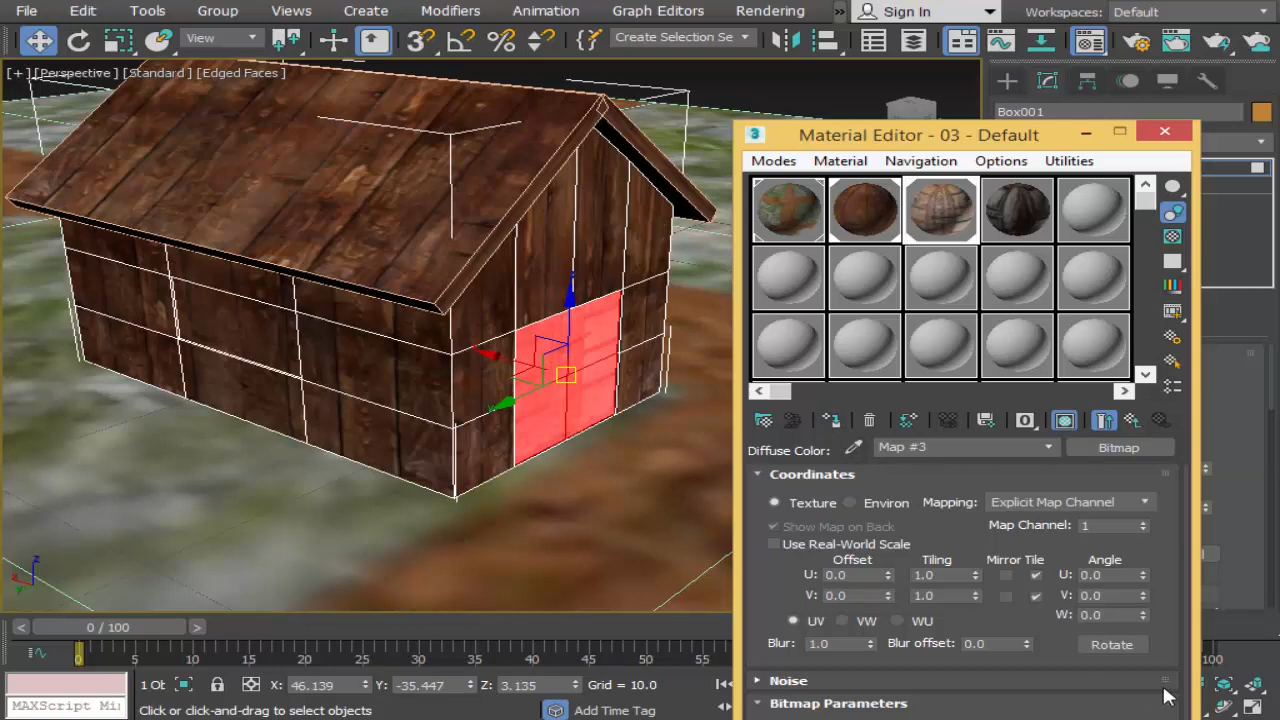 File Edit Tools Group Views Create Modifiers Animation Graph Editors Rendering Sign In Workspaces: Default
View Create Selection Se
[+] [Perspective] [Standard] [Edged Faces]
Box001
Material Editor - 03 - Default
Modes Material Navigation Options Utilities
Diffuse Color: Map #3 Bitmap
Coordinates
Texture Environ Mapping: Explicit Map Channel
Show Map on Back Map Channel: 1
Use Real-World Scale
Offset Tiling Mirror Tile Angle
U: 0.0 1.0 U: 0.0
V: 0.0 1.0 V: 0.0
W: 0.0
UV VW WU
Blur: 1.0 Blur offset: 0.0 Rotate
Noise
Bitmap Parameters
z
x
y
0 / 100
0 5 10 15 20 25 30 35 40 45 50 55 100
1 Ot X: 46.139 Y: -35.447 Z: 3.135 Grid = 10.0
MAXScript Mi Click or click-and-drag to select objects Add Time Tag